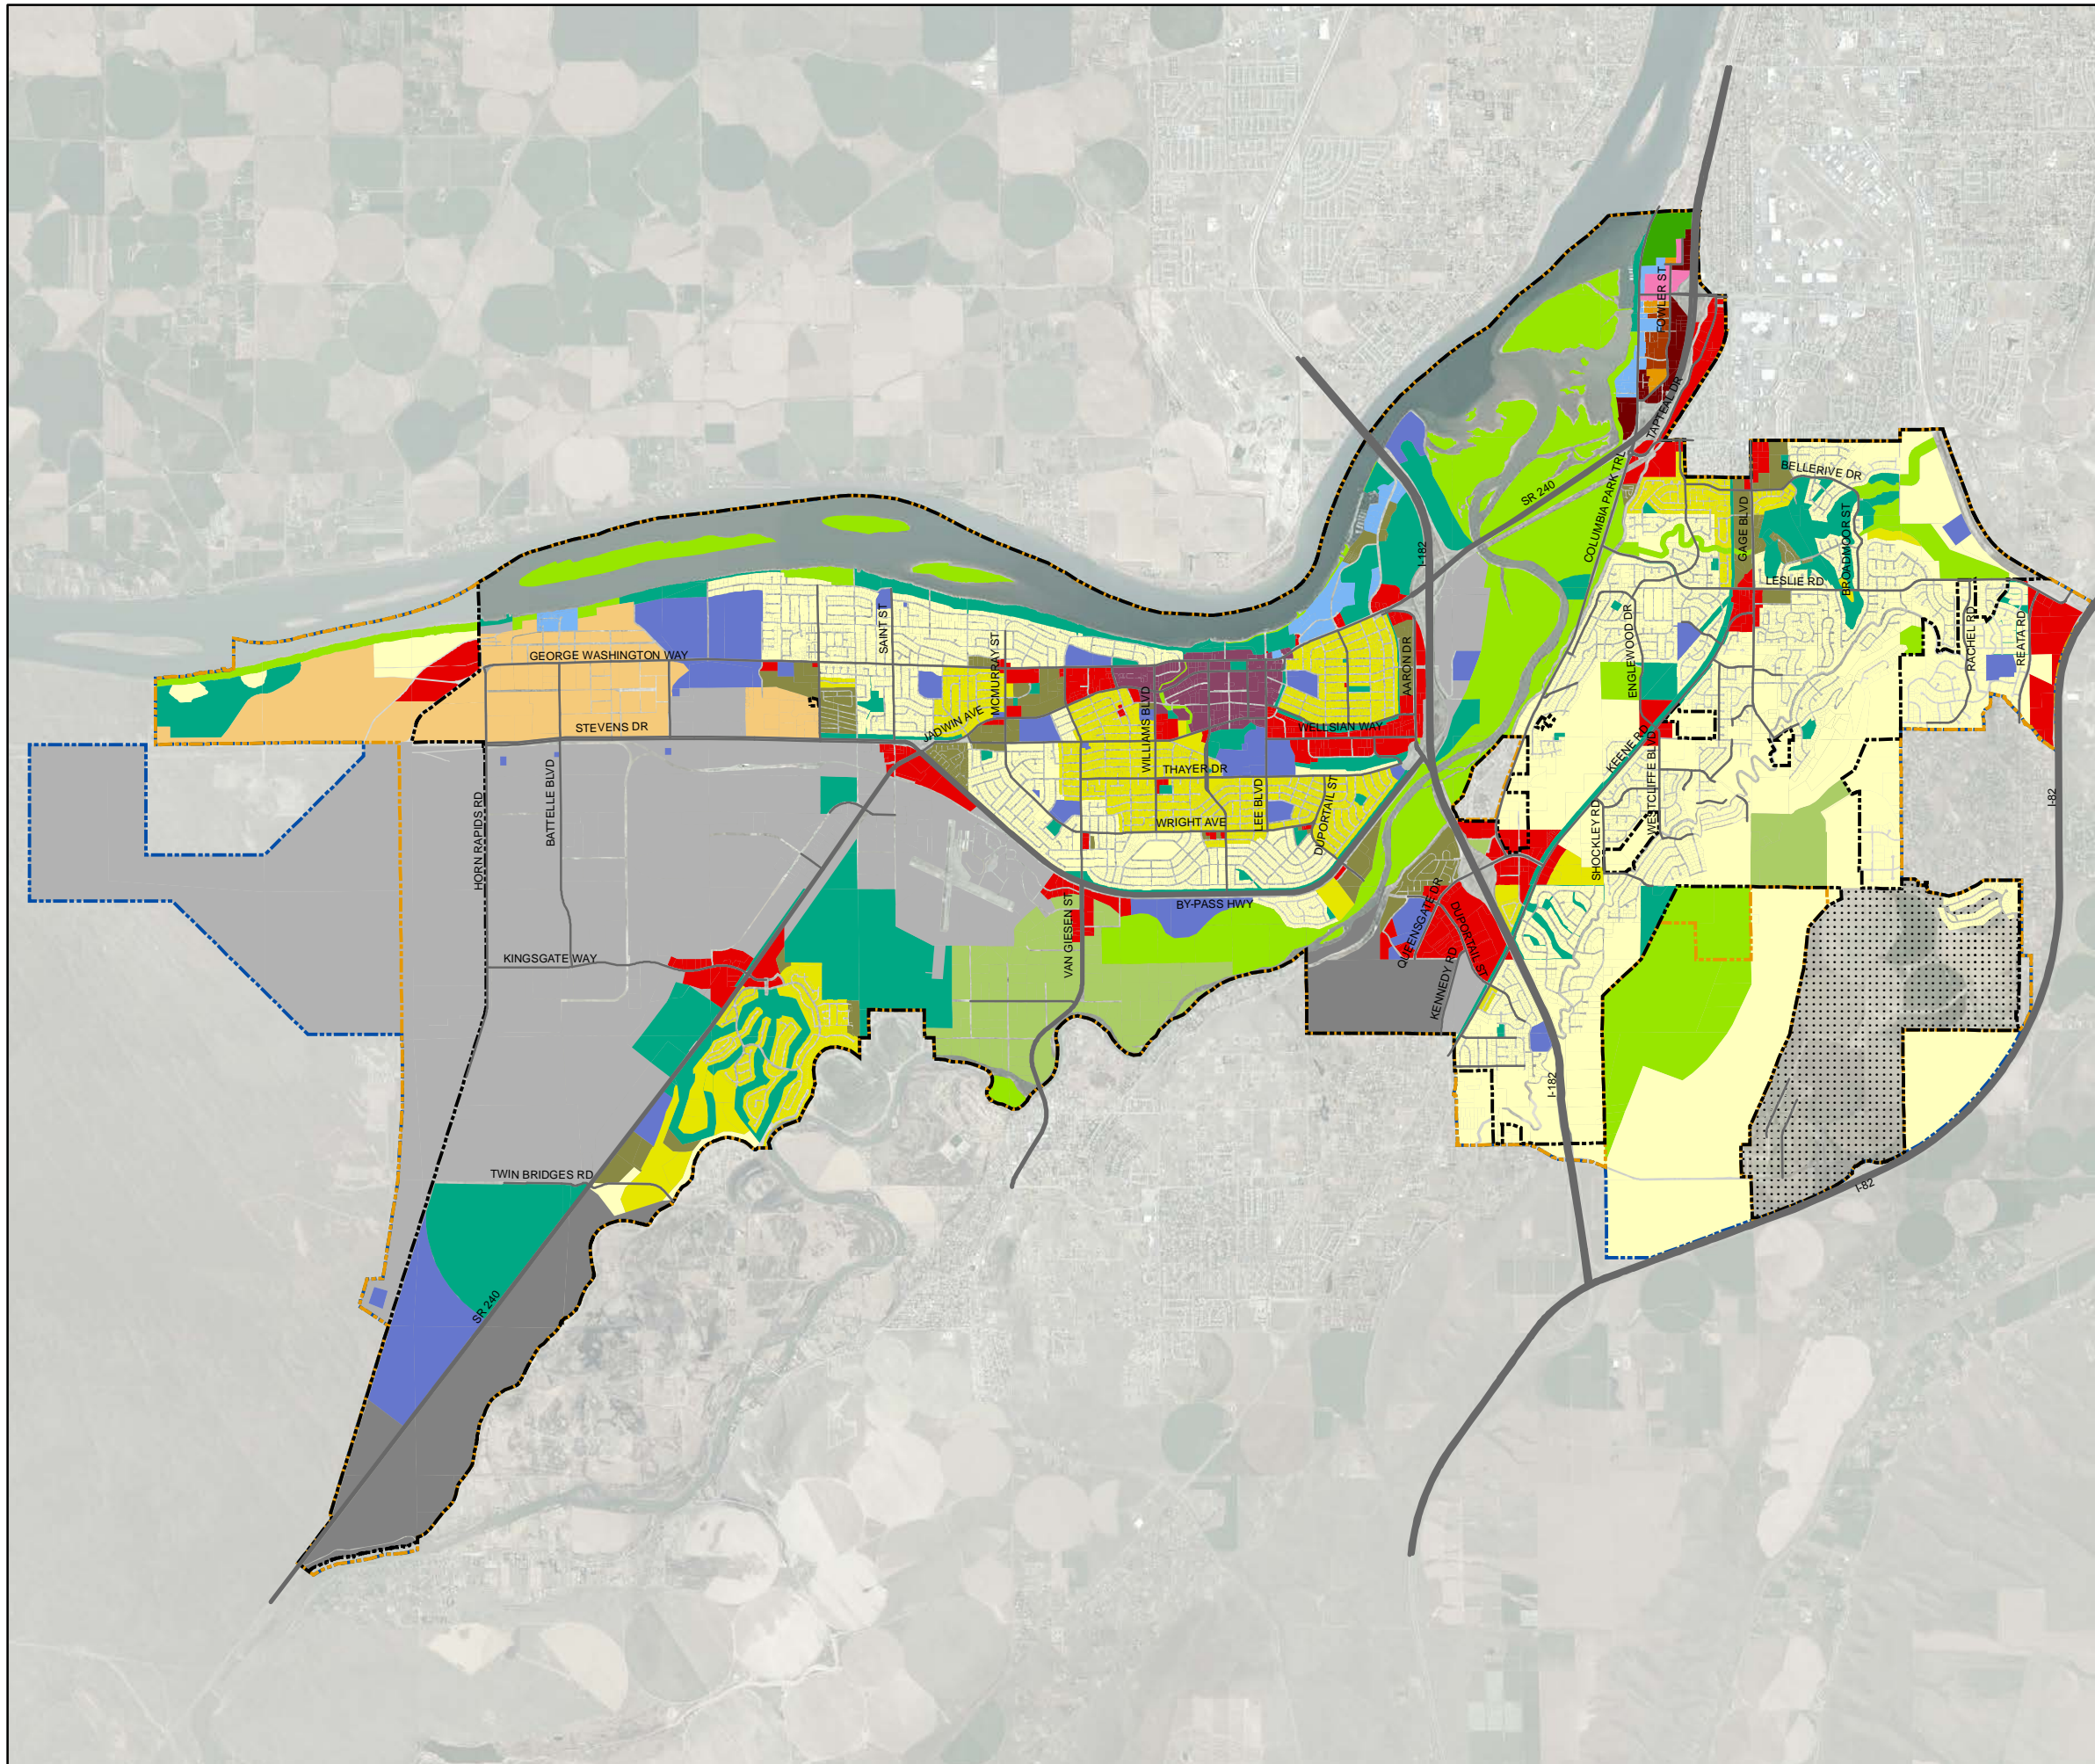 FOWLER ST
TAPTEAL DR
COLUMBIA PARK TRL
SR 240
BELLERIVE DR
GAGE BLVD
BROADMOOR ST
I-182
LESLIE RD
SAINT ST
GEORGE WASHINGTON WAY
MCMURRAY ST
AARON DR
ENGLEWOOD DR
RACHEL RD
REATA RD
STEVENS DR
JADWIN AVE
WILLIAMS BLVD
WELLSIAN WAY
KEENE RD
WESTCLIFFE BLVD
THAYER DR
HORN RAPIDS RD
BATTELLE BLVD
LEE BLVD
DUPORTAIL ST
WRIGHT AVE
SHOCKLEY RD
I-82
BY-PASS HWY
VAN GIESEN ST
QUEENSGATE DR
DUPORTAIL ST
KENNEDY RD
KINGSGATE WAY
I-182
TWIN BRIDGES RD
I-82
SR 240